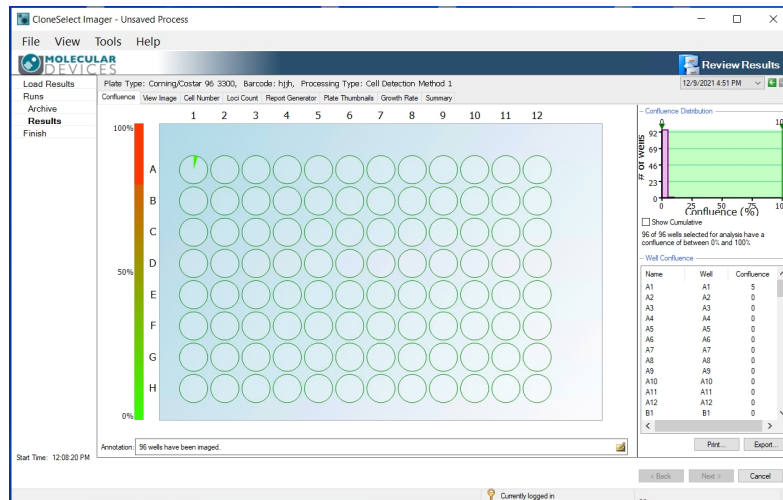 CloneSelect Imager - Unsaved Process
File View Tools Help
MOLECULAR
DEVICES
Review Results
Load Results
Runs
Archive
Results
Finish
Plate Type: Corning/Costar 96 3300, Barcode: hjjh, Processing Type: Cell Detection Method 1
12/9/2021 4:51 PM
Confluence View Image Cell Number Loci Count Report Generator Plate Thumbnails Growth Rate Summary
1 2 3 4 5 6 7 8 9 10 11 12
100%
50%
0%
A
B
C
D
E
F
G
H
Confluence Distribution
0 10
# of wells
92
69
46
23
0
0 25 50 75 10
Confluence (%)
Show Cumulative
96 of 96 wells selected for analysis have a
confluence of between 0% and 100%
Well Confluence
Name Well Confluence
A1 A1 5
A2 A2 0
A3 A3 0
A4 A4 0
A5 A5 0
A6 A6 0
A7 A7 0
A8 A8 0
A9 A9 0
A10 A10 0
A11 A11 0
A12 A12 0
B1 B1 0
Print... Export...
Annotation: 96 wells have been imaged.
Start Time: 12:08:20 PM
< Back Next > Cancel
Currently logged in